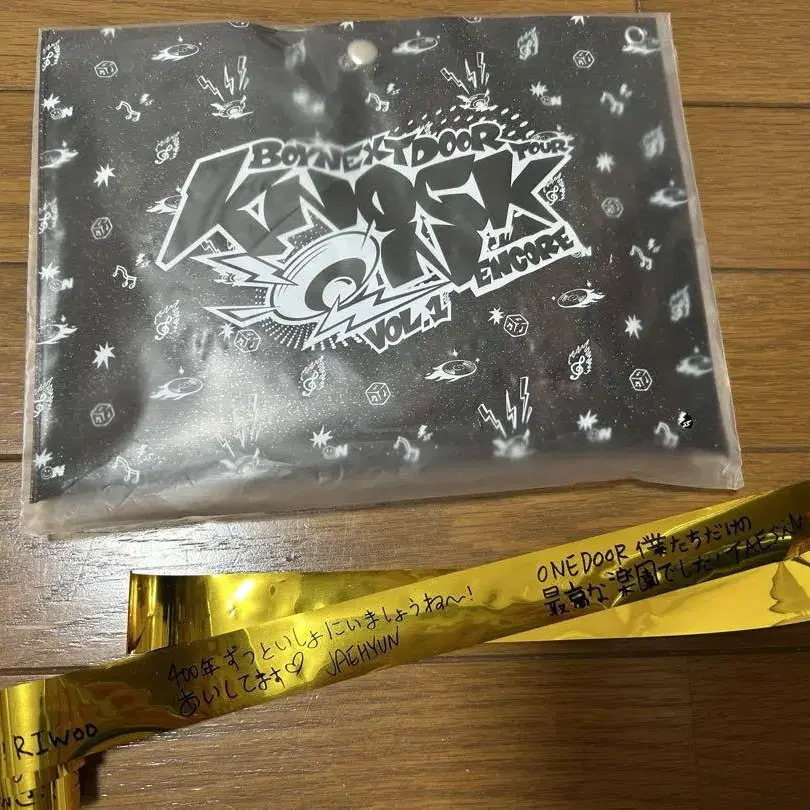 BOYNEXTDOOR TOUR
KNOCK ON
VOL.1
ENCORE
ONEDOOR 僕たちだけの
最高な楽園でした! TAESAN
400年ずっといしょにいましょうね〜!
あいしてます♡ JAEHYUN
! RIWOO